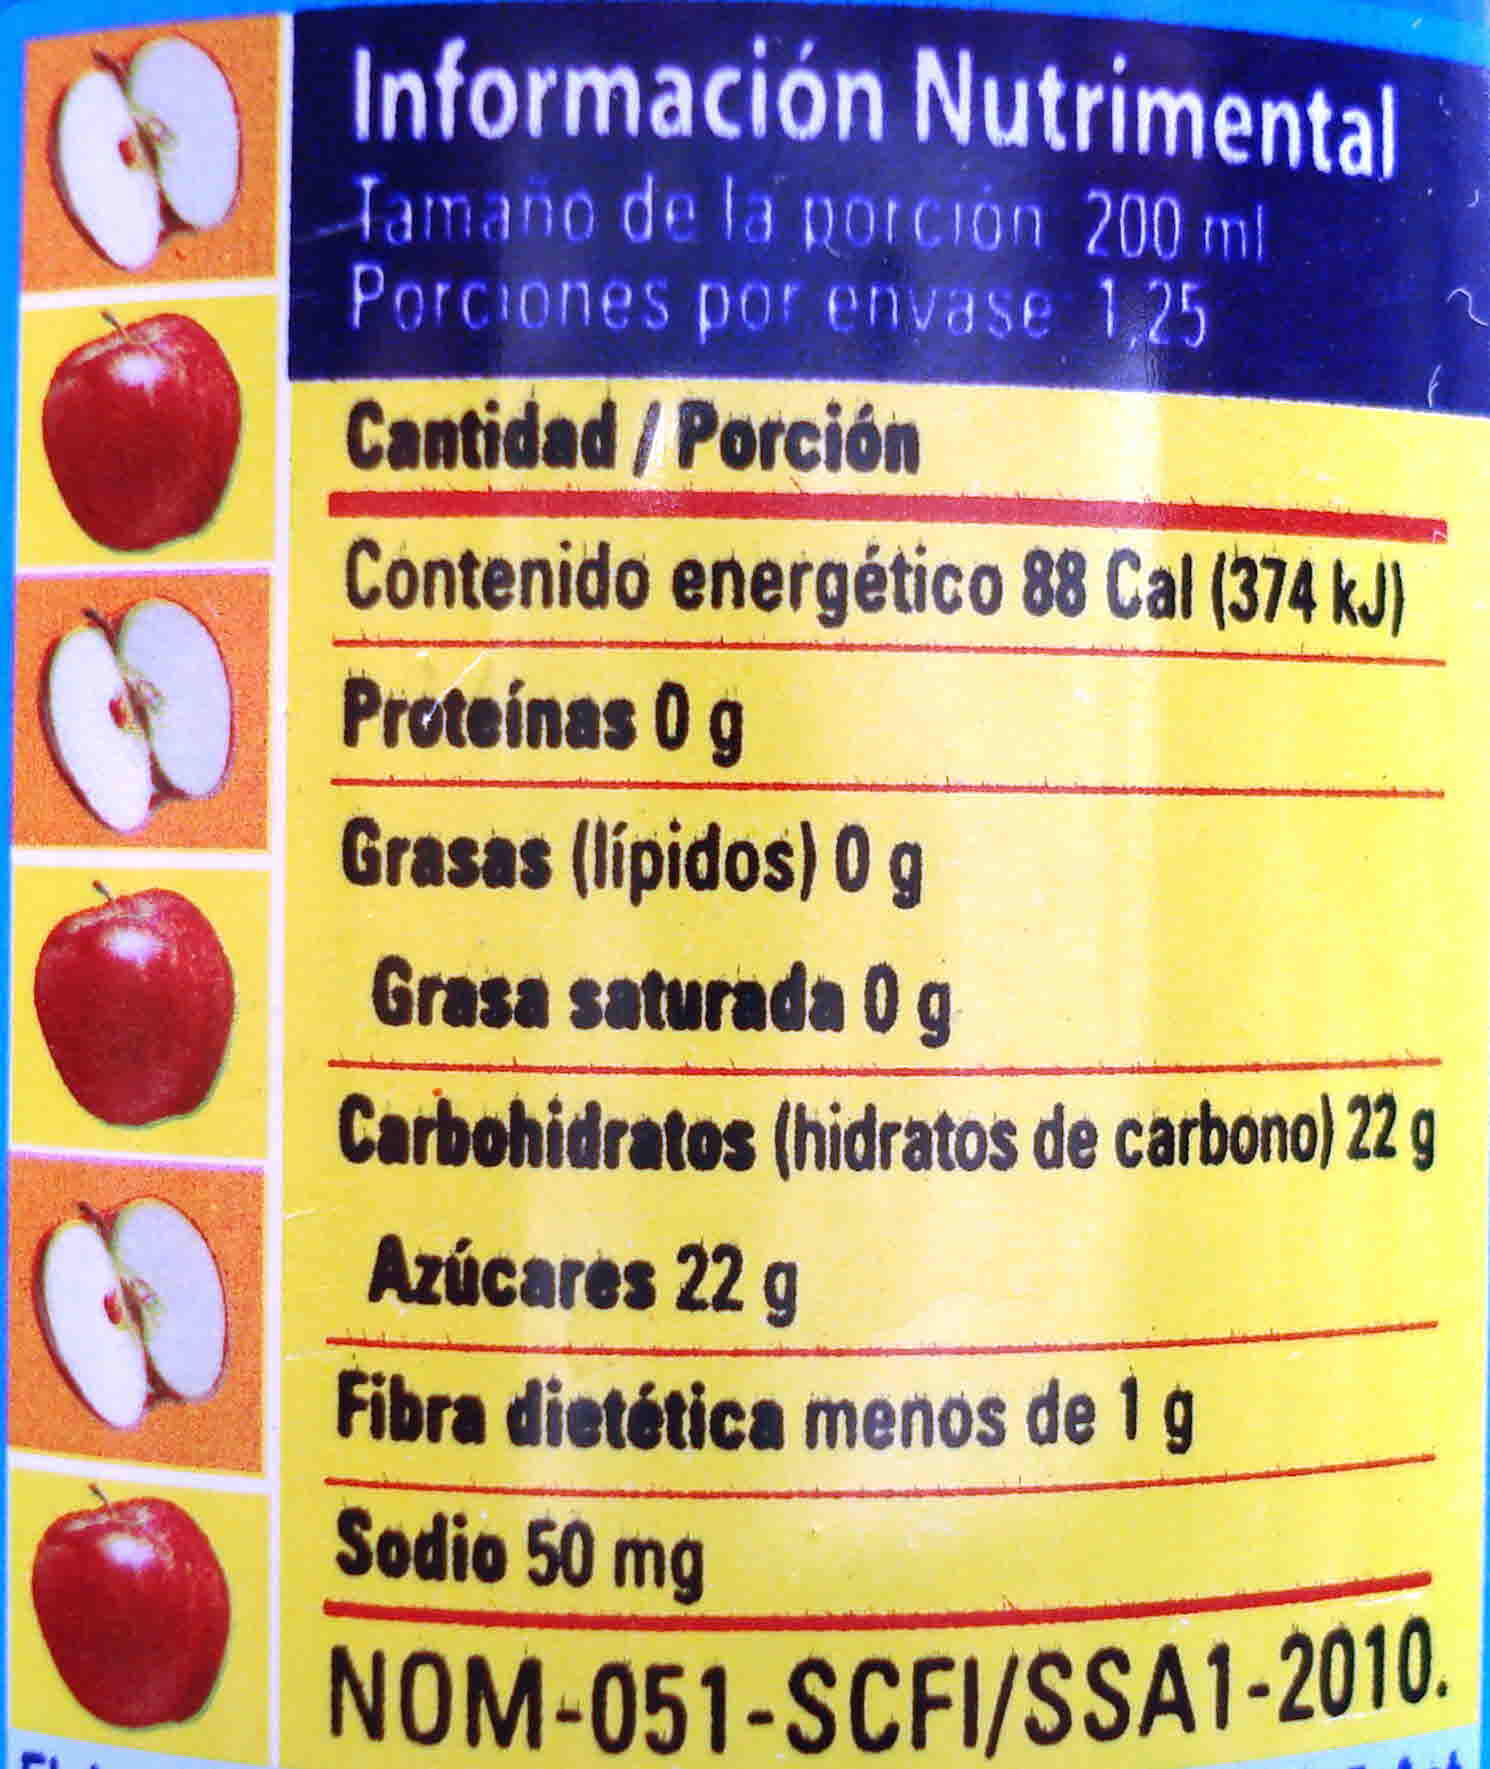 Información Nutrimental
Tamaño de la porción 200 ml
Porciones por envase 1,25
Cantidad / Porción
Contenido energético 88 Cal (374 kJ)
Proteínas 0 g
Grasas (lípidos) 0 g
Grasa saturada 0 g
Carbohidratos (hidratos de carbono) 22 g
Azúcares 22 g
Fibra dietética menos de 1 g
Sodio 50 mg
NOM-051-SCFI/SSA1-2010.